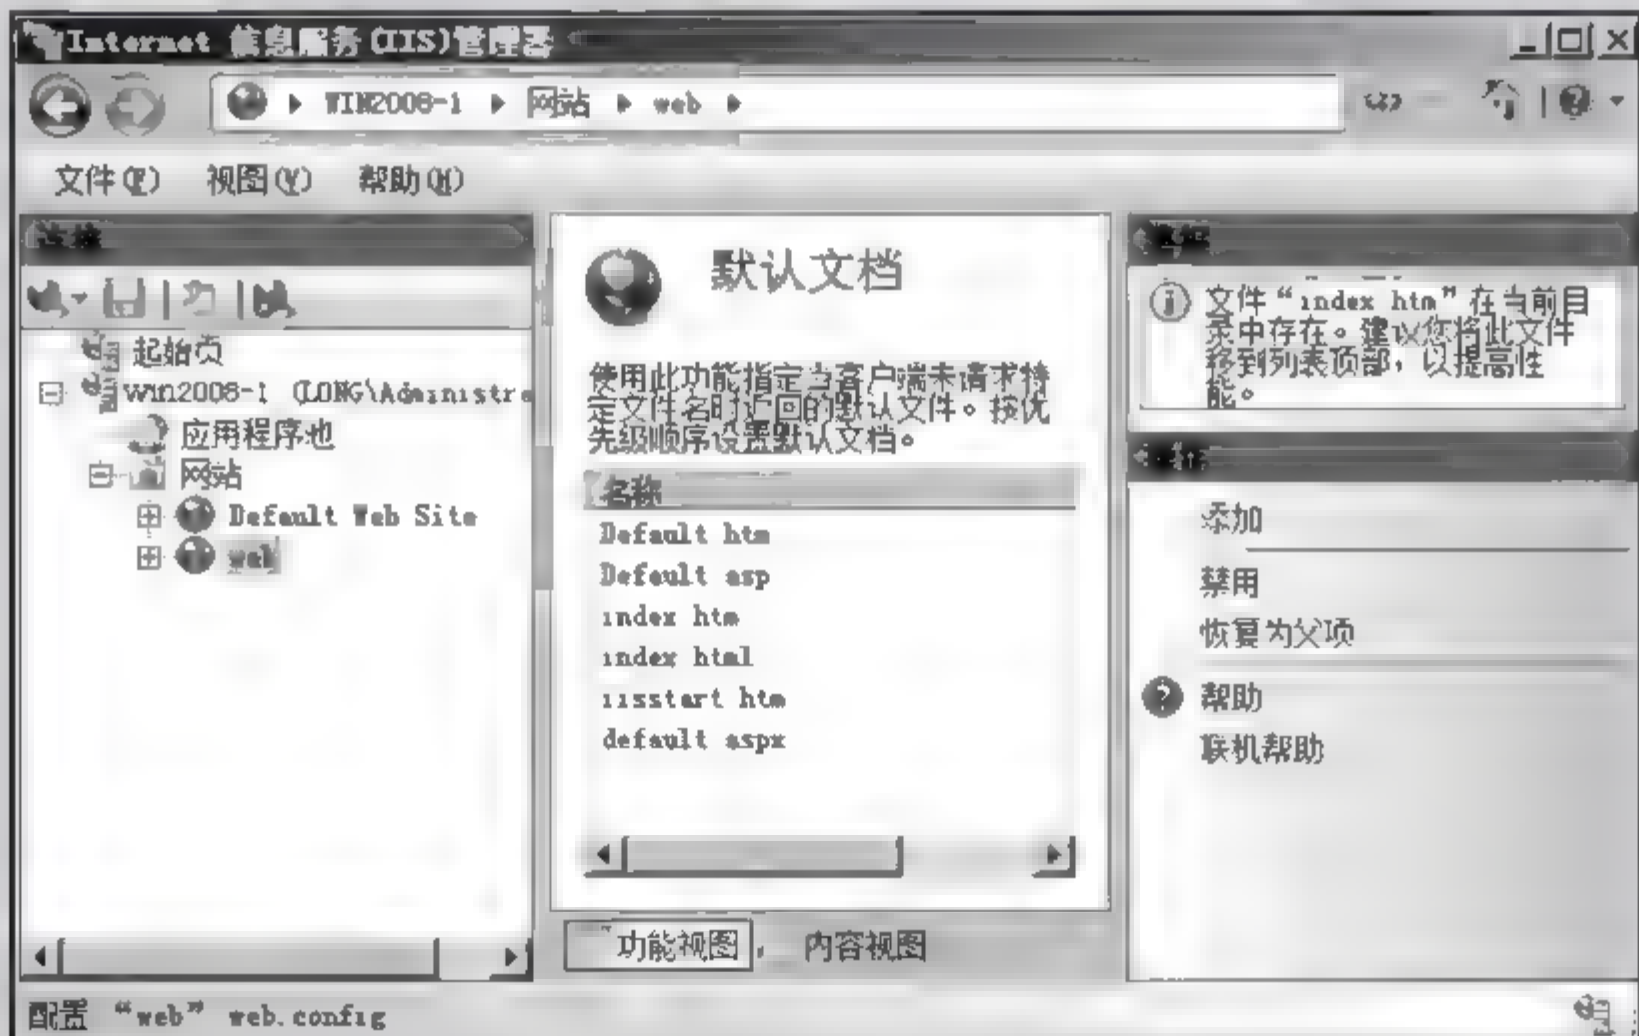 Internet 信息服务(IIS)管理器
WIN2008-1 网站 web
文件(F) 视图(V) 帮助(H)
连接
起始页
WIN2008-1 (LONG\Administra
应用程序池
网站
Default Web Site
web
默认文档
使用此功能指定当客户端未请求特
定文件名时返回的默认文件。按优
先级顺序设置默认文档。
名称
Default htm
Default asp
index htm
index html
iisstart htm
default aspx
功能视图
内容视图
文件“index htm”在当前目
录中存在。建议您将此文件
移到列表顶部，以提高性
能。
添加
禁用
恢复为父项
帮助
联机帮助
配置 “web” web.config